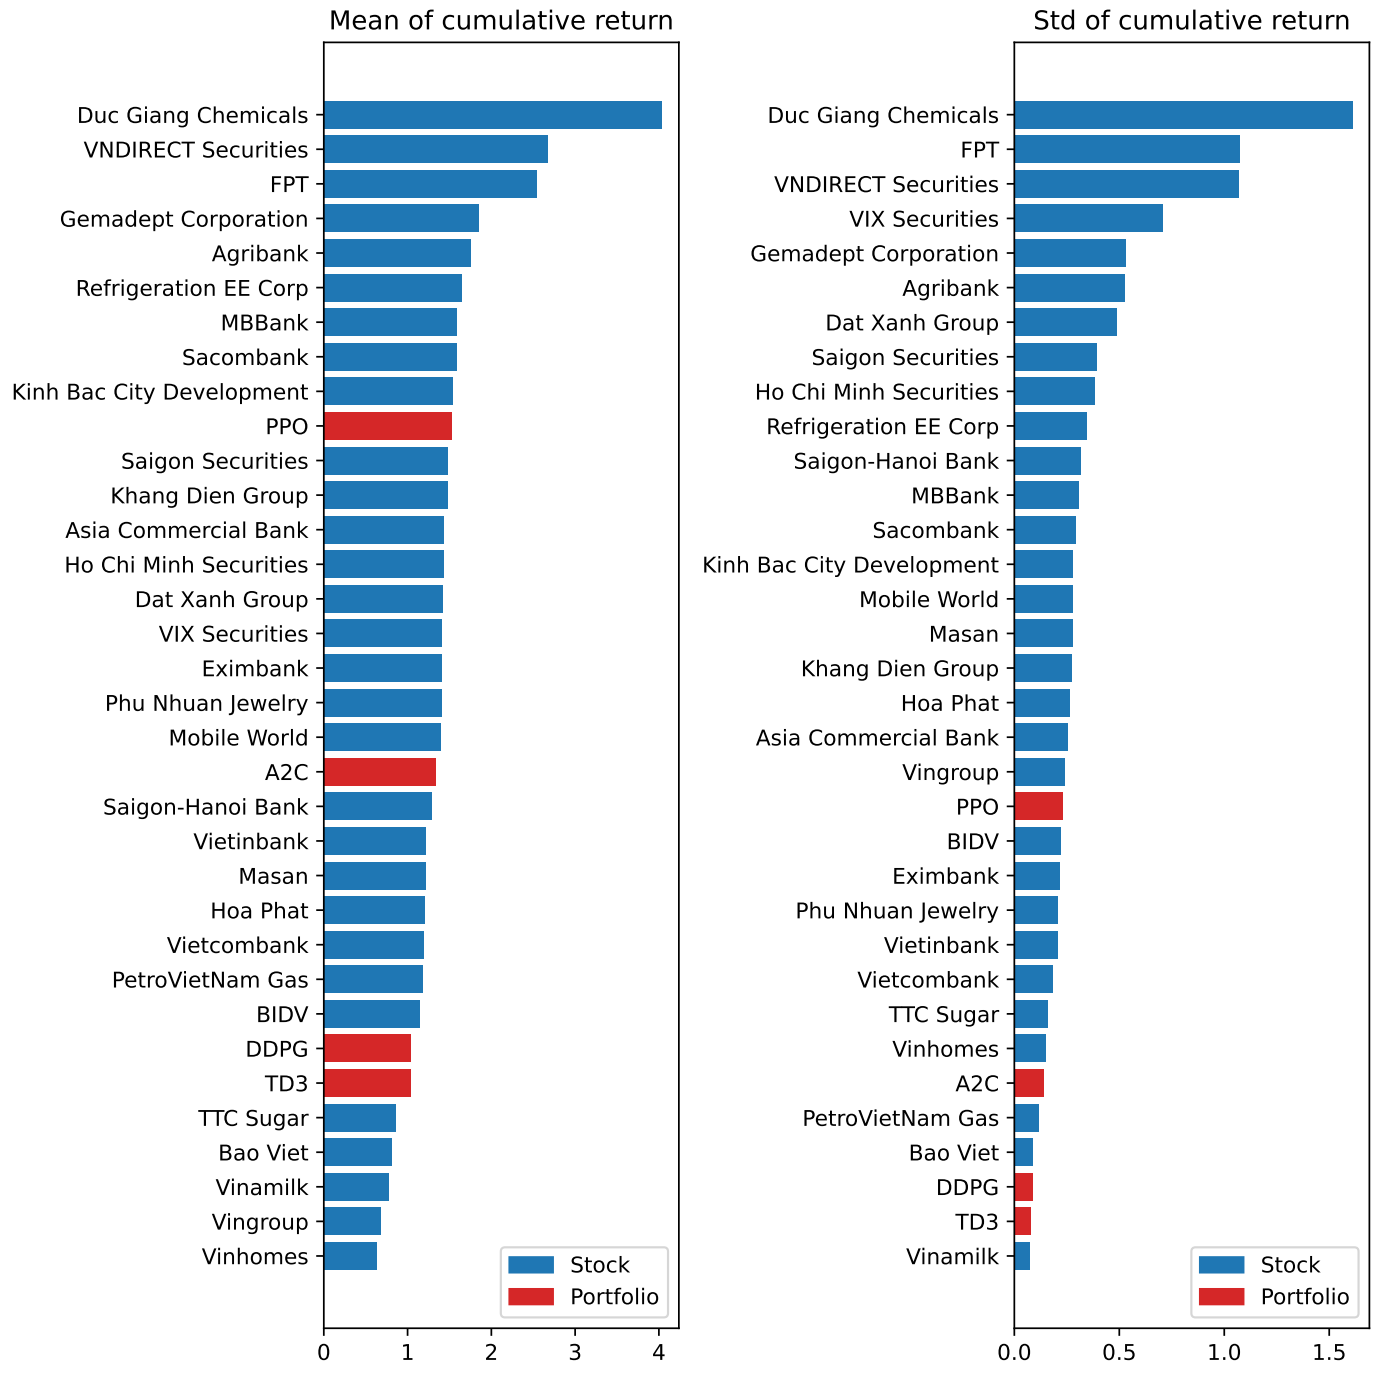 Mean of cumulative return
Duc Giang Chemicals
VNDIRECT Securities
FPT
Gemadept Corporation
Agribank
Refrigeration EE Corp
MBBank
Sacombank
Kinh Bac City Development
PPO
Saigon Securities
Khang Dien Group
Asia Commercial Bank
Ho Chi Minh Securities
Dat Xanh Group
VIX Securities
Eximbank
Phu Nhuan Jewelry
Mobile World
A2C
Saigon-Hanoi Bank
Vietinbank
Masan
Hoa Phat
Vietcombank
PetroVietNam Gas
BIDV
DDPG
TD3
TTC Sugar
Bao Viet
Vinamilk
Vingroup
Vinhomes
Stock
Portfolio
0 1 2 3 4
Std of cumulative return
Duc Giang Chemicals
FPT
VNDIRECT Securities
VIX Securities
Gemadept Corporation
Agribank
Dat Xanh Group
Saigon Securities
Ho Chi Minh Securities
Refrigeration EE Corp
Saigon-Hanoi Bank
MBBank
Sacombank
Kinh Bac City Development
Mobile World
Masan
Khang Dien Group
Hoa Phat
Asia Commercial Bank
Vingroup
PPO
BIDV
Eximbank
Phu Nhuan Jewelry
Vietinbank
Vietcombank
TTC Sugar
Vinhomes
A2C
PetroVietNam Gas
Bao Viet
DDPG
TD3
Vinamilk
Stock
Portfolio
0.0 0.5 1.0 1.5